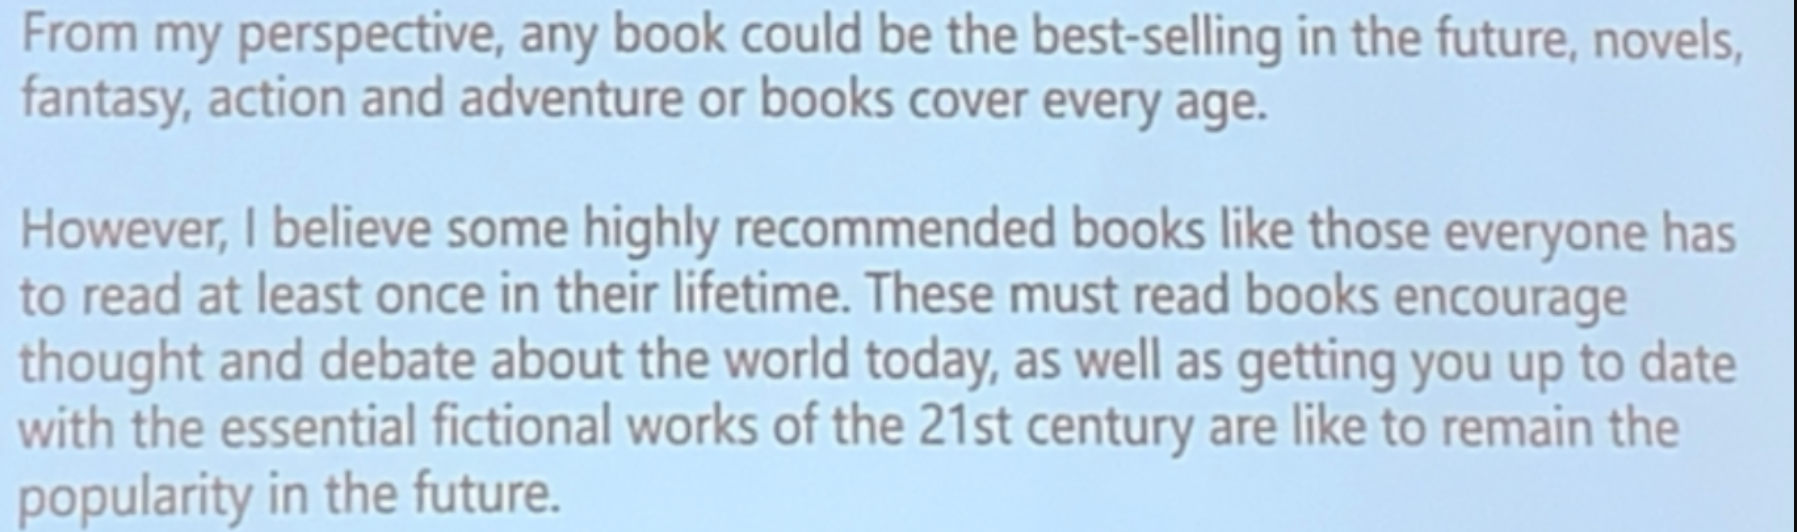 From my perspective, any book could be the best-selling in the future, novels,
fantasy, action and adventure or books cover every age.
However, I believe some highly recommended books like those everyone has
to read at least once in their lifetime. These must read books encourage
thought and debate about the world today, as well as getting you up to date
with the essential fictional works of the 21st century are like to remain the
popularity in the future.